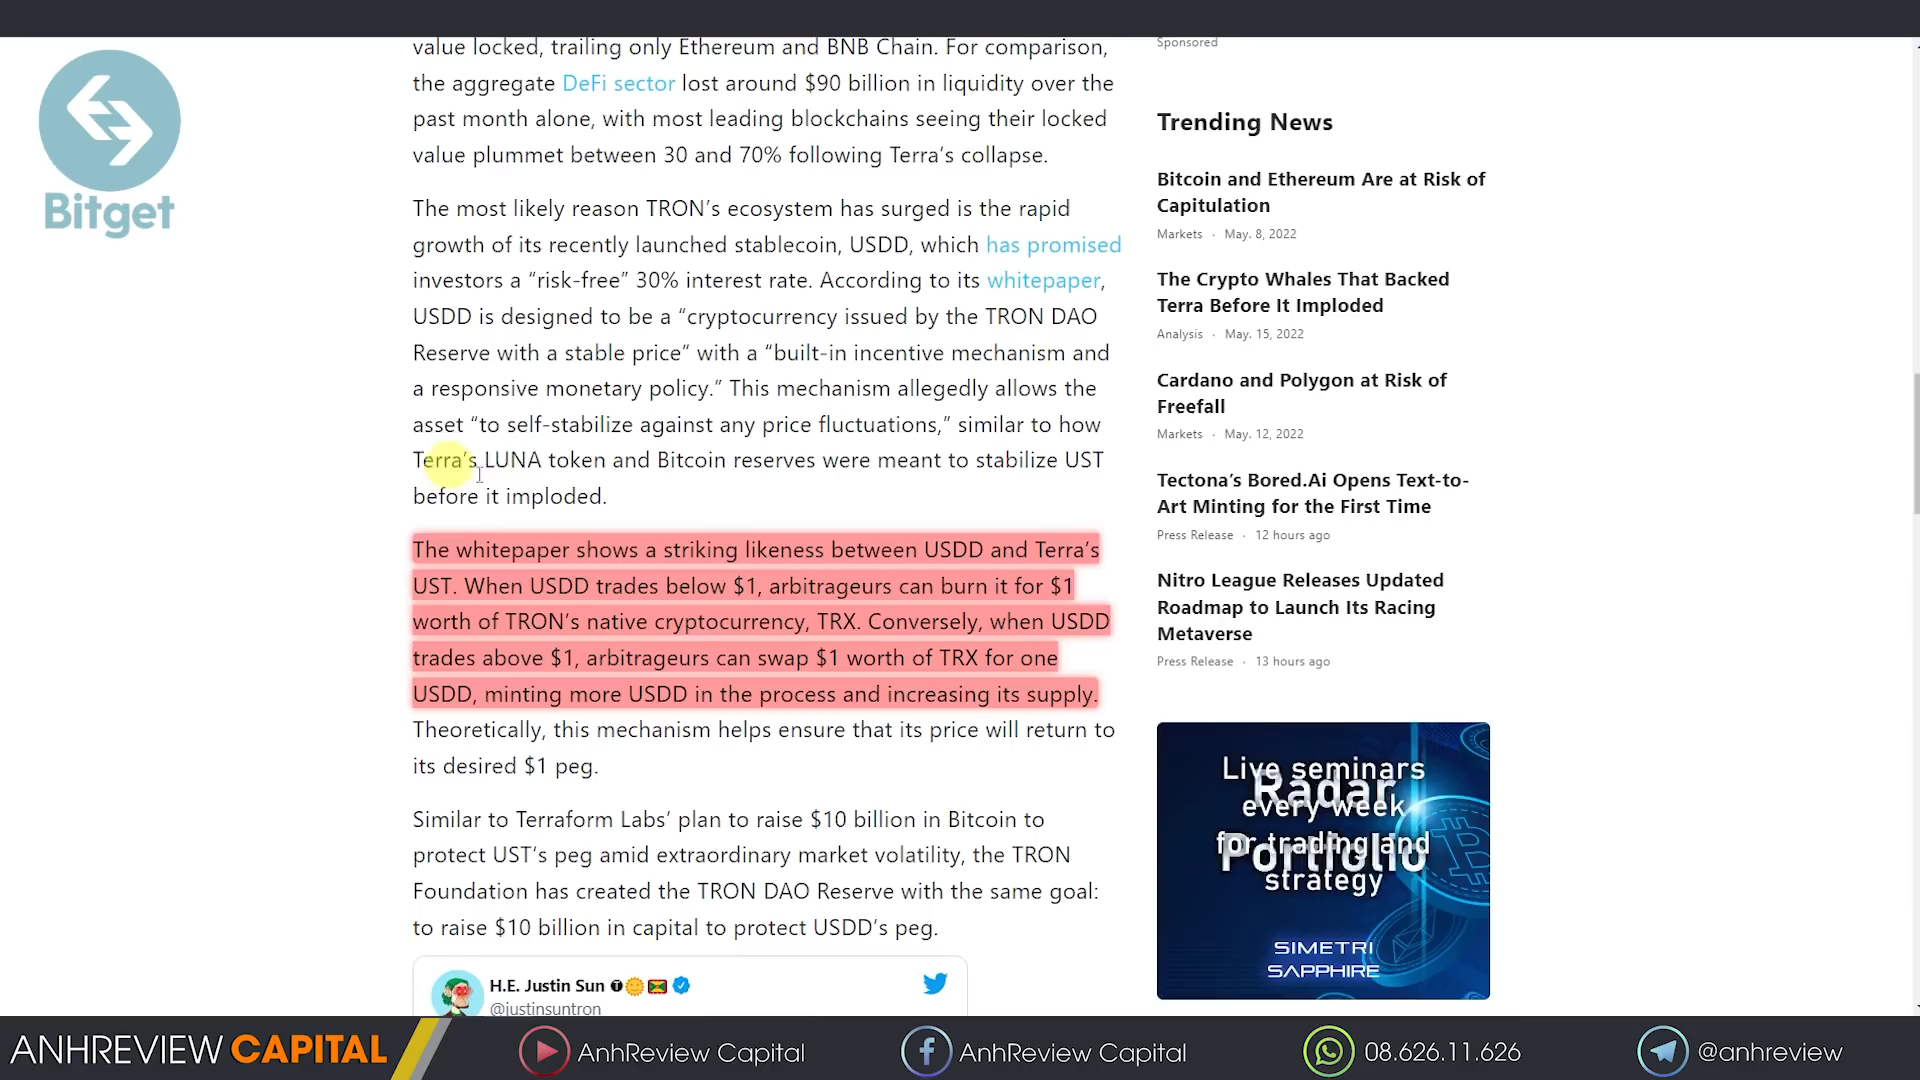 Bitget
value locked, trailing only Ethereum and BNB Chain. For comparison,
the aggregate DeFi sector lost around $90 billion in liquidity over the
past month alone, with most leading blockchains seeing their locked
value plummet between 30 and 70% following Terra’s collapse.
The most likely reason TRON’s ecosystem has surged is the rapid
growth of its recently launched stablecoin, USDD, which has promised
investors a “risk-free” 30% interest rate. According to its whitepaper,
USDD is designed to be a “cryptocurrency issued by the TRON DAO
Reserve with a stable price” with a “built-in incentive mechanism and
a responsive monetary policy.” This mechanism allegedly allows the
asset “to self-stabilize against any price fluctuations,” similar to how
Terra’s LUNA token and Bitcoin reserves were meant to stabilize UST
before it imploded.
The whitepaper shows a striking likeness between USDD and Terra’s
UST. When USDD trades below $1, arbitrageurs can burn it for $1
worth of TRON’s native cryptocurrency, TRX. Conversely, when USDD
trades above $1, arbitrageurs can swap $1 worth of TRX for one
USDD, minting more USDD in the process and increasing its supply.
Theoretically, this mechanism helps ensure that its price will return to
its desired $1 peg.
Similar to Terraform Labs’ plan to raise $10 billion in Bitcoin to
protect UST’s peg amid extraordinary market volatility, the TRON
Foundation has created the TRON DAO Reserve with the same goal:
to raise $10 billion in capital to protect USDD’s peg.
H.E. Justin Sun
@justinsuntron
Sponsored
Trending News
Bitcoin and Ethereum Are at Risk of
Capitulation
Markets · May. 8, 2022
The Crypto Whales That Backed
Terra Before It Imploded
Analysis · May. 15, 2022
Cardano and Polygon at Risk of
Freefall
Markets · May. 12, 2022
Tectona’s Bored.Ai Opens Text-to-
Art Minting for the First Time
Press Release · 12 hours ago
Nitro League Releases Updated
Roadmap to Launch Its Racing
Metaverse
Press Release · 13 hours ago
Live seminars
Radar
every week
for trading and
Portfolio
strategy
SIMETRI
SAPPHIRE
ANHREVIEW CAPITAL
AnhReview Capital
AnhReview Capital
08.626.11.626
@anhreview